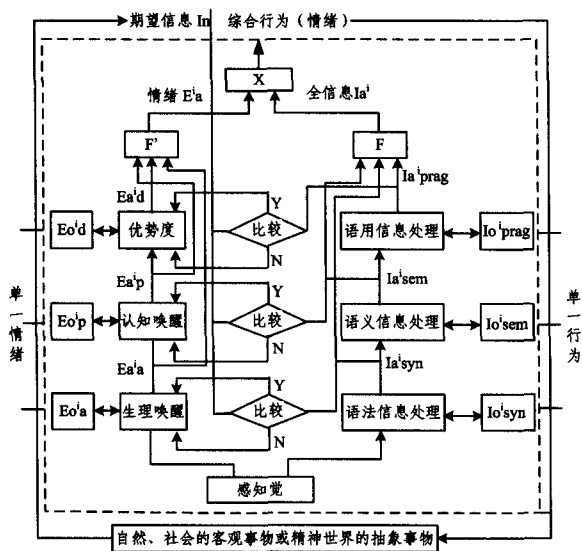 期望信息 In 综合行为（情绪）
X
情绪 Eⁱa
全信息Iaⁱ
F'
F
Iaⁱprag
Eaⁱd
Y
Eoⁱd
优势度
比较
语用信息处理
Ioⁱprag
N
Eaⁱp
Iaⁱsem
Y
单一情绪
Eoⁱp
认知唤醒
比较
语义信息处理
Ioⁱsem
单一行为
N
Eaⁱa
Iaⁱsyn
Y
Eoⁱa
生理唤醒
比较
语法信息处理
Ioⁱsyn
N
感知觉
自然、社会的客观事物或精神世界的抽象事物